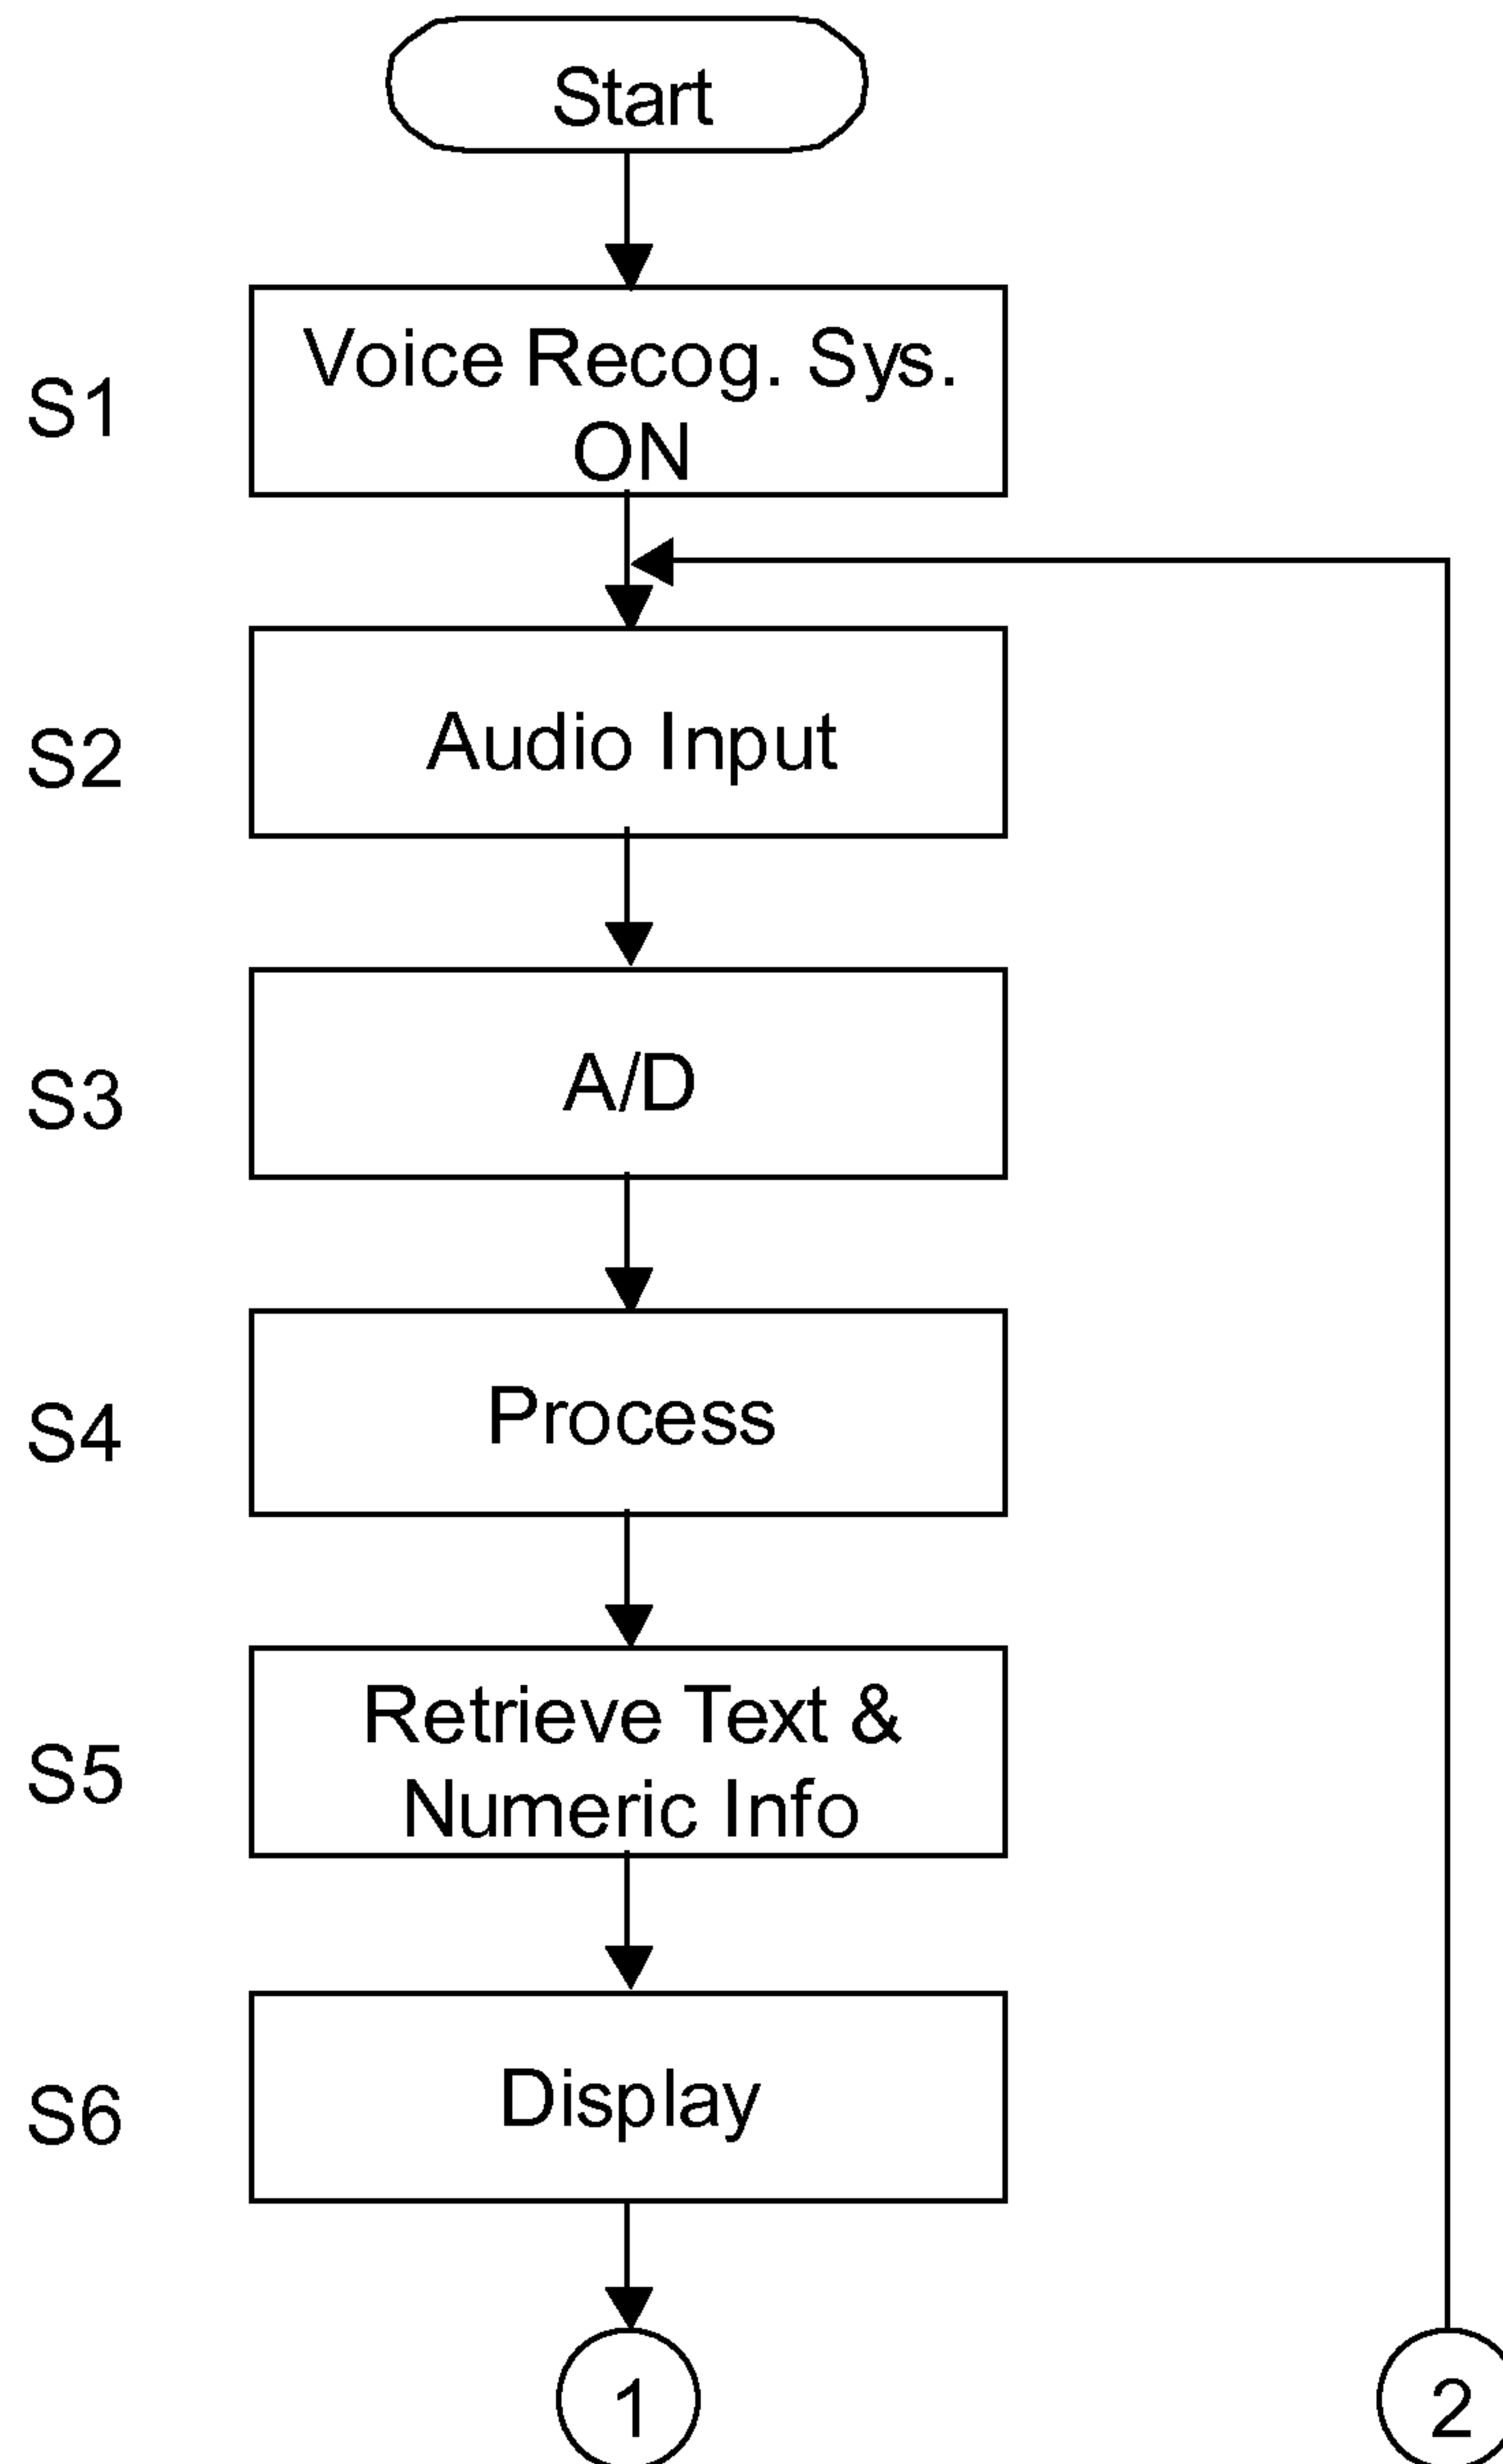 Start
S1
Voice Recog. Sys.
ON
S2
Audio Input
S3
A/D
S4
Process
S5
Retrieve Text &
Numeric Info
S6
Display
1
2